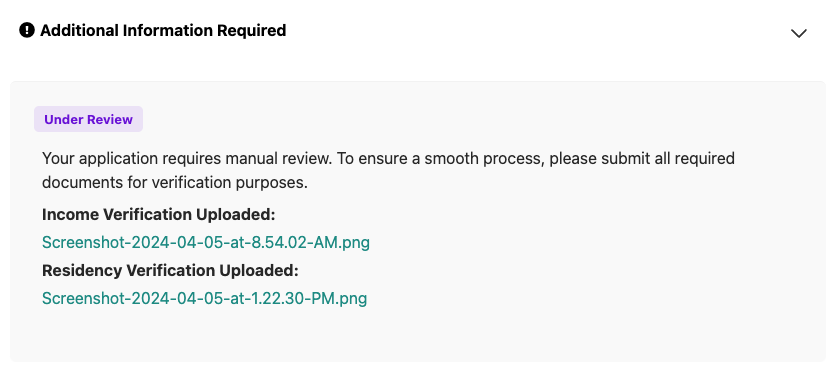 Additional Information Required
Under Review
Your application requires manual review. To ensure a smooth process, please submit all required
documents for verification purposes.
Income Verification Uploaded:
Screenshot-2024-04-05-at-8.54.02-AM.png
Residency Verification Uploaded:
Screenshot-2024-04-05-at-1.22.30-PM.png